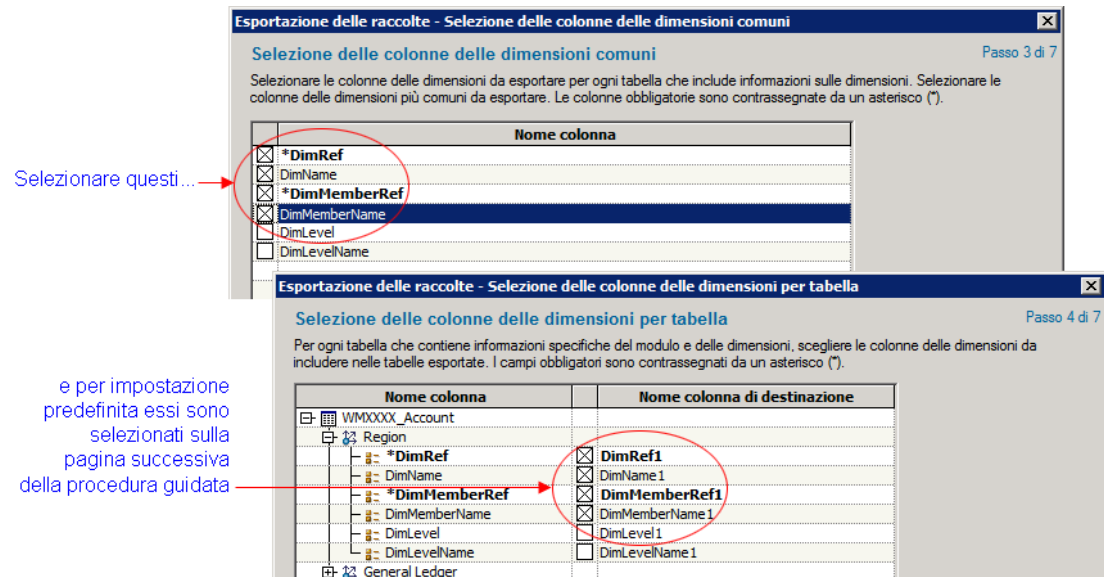 Esportazione delle raccolte - Selezione delle colonne delle dimensioni comuni
Selezione delle colonne delle dimensioni comuni
Passo 3 di 7
Selezionare le colonne delle dimensioni da esportare per ogni tabella che include informazioni sulle dimensioni. Selezionare le
colonne delle dimensioni più comuni da esportare. Le colonne obbligatorie sono contrassegnate da un asterisco (*).
Nome colonna
*DimRef
DimName
*DimMemberRef
DimMemberName
DimLevel
DimLevelName
Selezionare questi...
Esportazione delle raccolte - Selezione delle colonne delle dimensioni per tabella
Selezione delle colonne delle dimensioni per tabella
Passo 4 di 7
Per ogni tabella che contiene informazioni specifiche del modulo e delle dimensioni, scegliere le colonne delle dimensioni da
includere nelle tabelle esportate. I campi obbligatori sono contrassegnati da un asterisco (*).
e per impostazione
predefinita essi sono
selezionati sulla
pagina successiva
della procedura guidata
Nome colonna Nome colonna di destinazione
WMXXXX_Account
Region
*DimRef DimRef1
DimName DimName1
*DimMemberRef DimMemberRef1
DimMemberName DimMemberName1
DimLevel DimLevel1
DimLevelName DimLevelName1
General Ledger